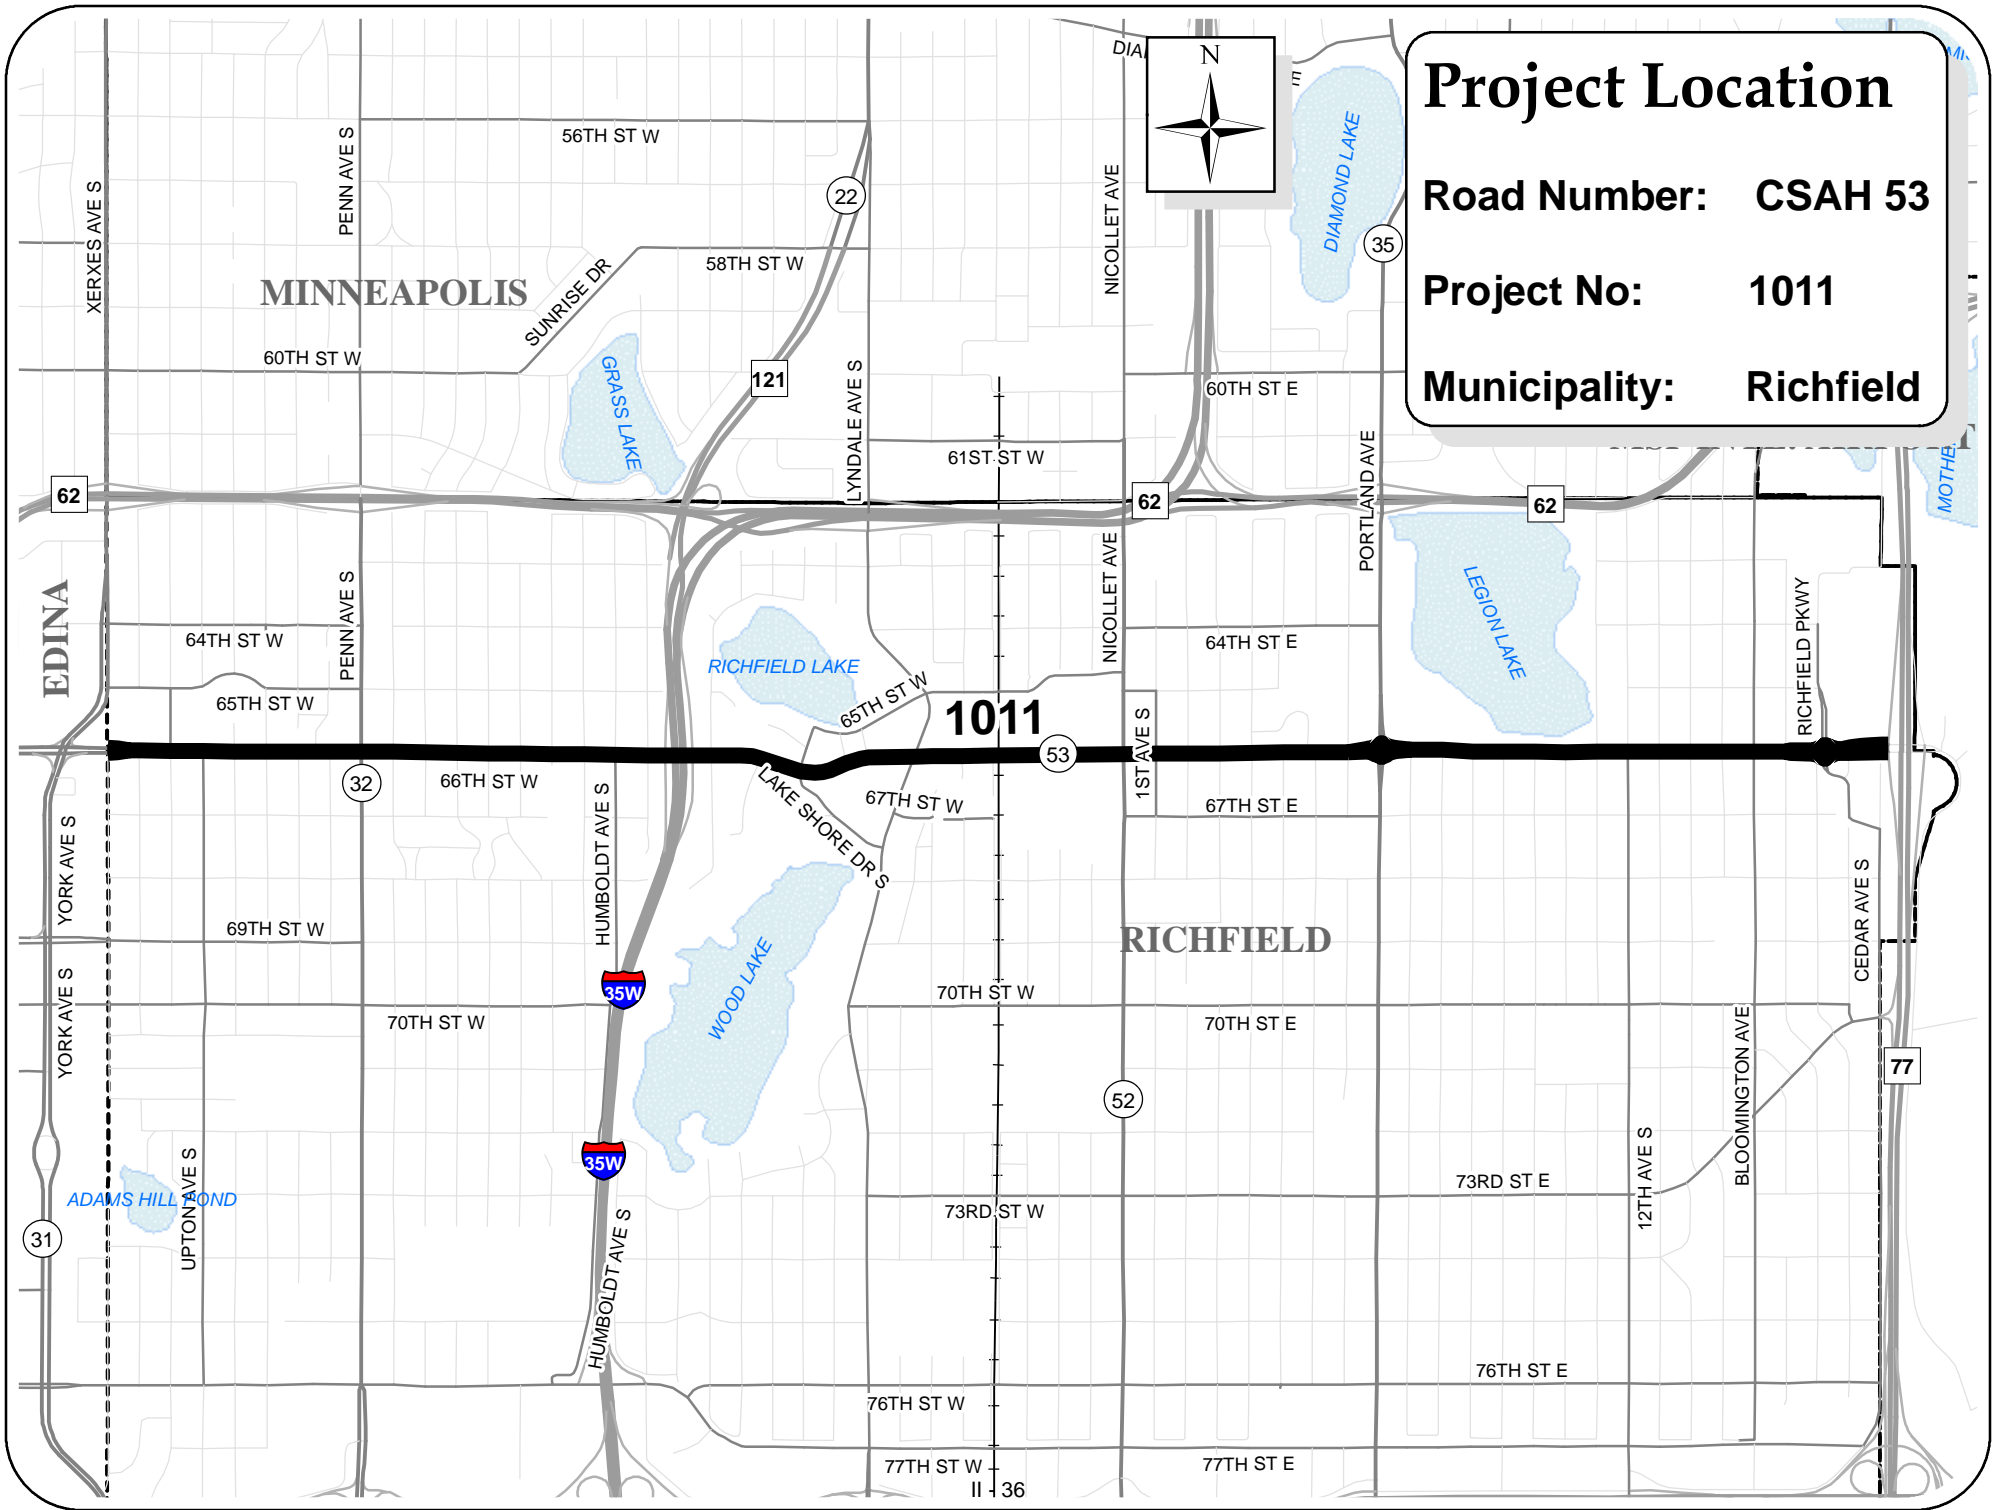 Project Location
Road Number: CSAH 53
Project No: 1011
Municipality: Richfield
N
DIAMOND LAKE
XERXES AVE S
PENN AVE S
56TH ST W
22
NICOLLET AVE
35
58TH ST W
SUNRISE DR
MINNEAPOLIS
60TH ST W
GRASS LAKE
121
LYNDALE AVE S
60TH ST E
61ST ST W
PORTLAND AVE
62
62
62
EDINA
64TH ST W
PENN AVE S
65TH ST W
RICHFIELD LAKE
65TH ST W
NICOLLET AVE
64TH ST E
LEGION LAKE
RICHFIELD PKWY
1011
53
1ST AVE S
32
66TH ST W
HUMBOLDT AVE S
LAKE SHORE DR S
67TH ST W
67TH ST E
YORK AVE S
69TH ST W
RICHFIELD
CEDAR AVE S
YORK AVE S
35W
WOOD LAKE
70TH ST W
70TH ST W
70TH ST E
BLOOMINGTON AVE
77
52
35W
73RD ST E
12TH AVE S
ADAMS HILL POND
UPTON AVE S
73RD ST W
31
HUMBOLDT AVE S
76TH ST W
76TH ST E
77TH ST W
77TH ST E
II - 36